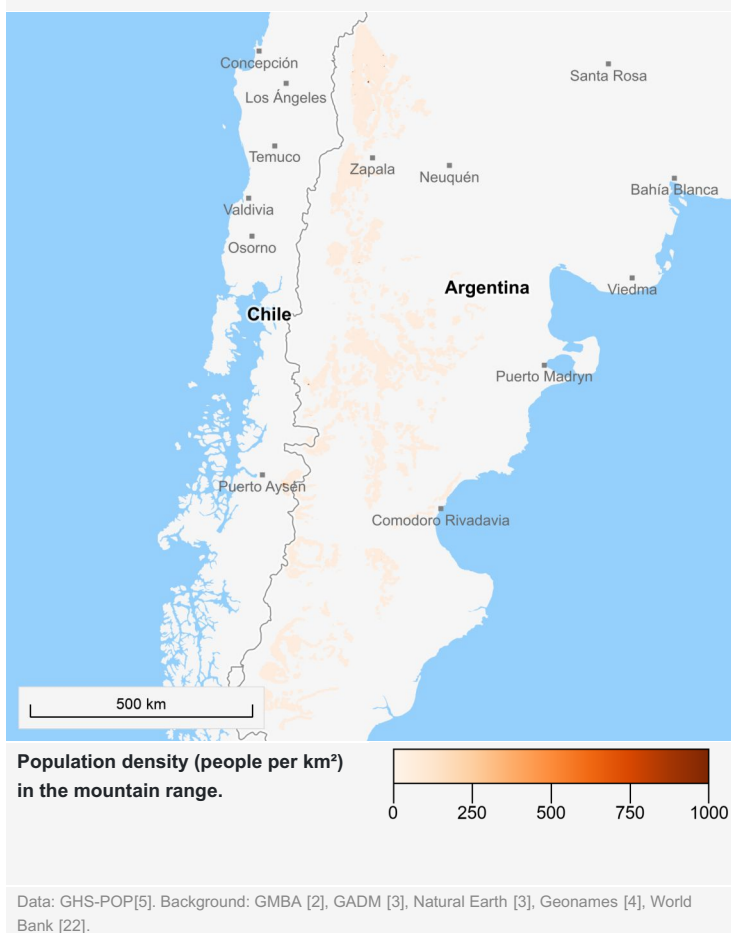 Concepción
Santa Rosa
Los Ángeles
Temuco
Zapala
Neuquén
Bahía Blanca
Valdivia
Osorno
Argentina
Viedma
Chile
Puerto Madryn
Puerto Aysén
Comodoro Rivadavia
500 km
Population density (people per km²)
in the mountain range.
0 250 500 750 1000
Data: GHS-POP[5]. Background: GMBA [2], GADM [3], Natural Earth [3], Geonames [4], World
Bank [22].